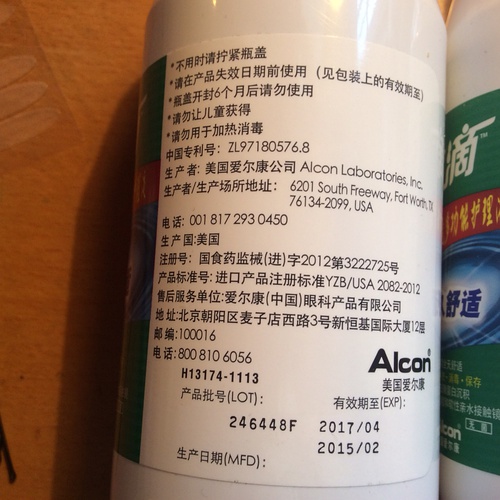 *不用时请拧紧瓶盖
*请在产品失效日期前使用（见包装上的有效期至）
*瓶盖开封6个月后请勿使用
*请勿让儿童获得
*请勿用于加热消毒
中国专利号：ZL97180576.8
生产者：美国爱尔康公司 Alcon Laboratories, Inc.
生产者/生产场所地址： 6201 South Freeway, Fort Worth, TX
76134-2099, USA
电话：001 817 293 0450
生产国:美国
注册号：国食药监械(进)字2012第3222725号
产品标准号：进口产品注册标准YZB/USA 2082-2012
售后服务单位:爱尔康(中国)眼科产品有限公司
地址:北京朝阳区麦子店西路3号新恒基国际大厦12层
邮编:100016
电话:800 810 6056
Alcon®
美国爱尔康
H13174-1113
产品批号(LOT)：
有效期至(EXP)：
246448F 2017/04
2015/02
生产日期(MFD)：
滴™
功能护理
舒适
保存